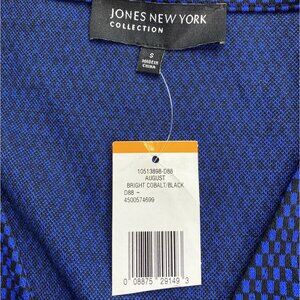 JONES NEW YORK
COLLECTION
S
MADE IN
CHINA
10513898-D88
AUGUST
BRIGHT COBALT/BLACK
D88 –
4500574699
0 08875 29149 3